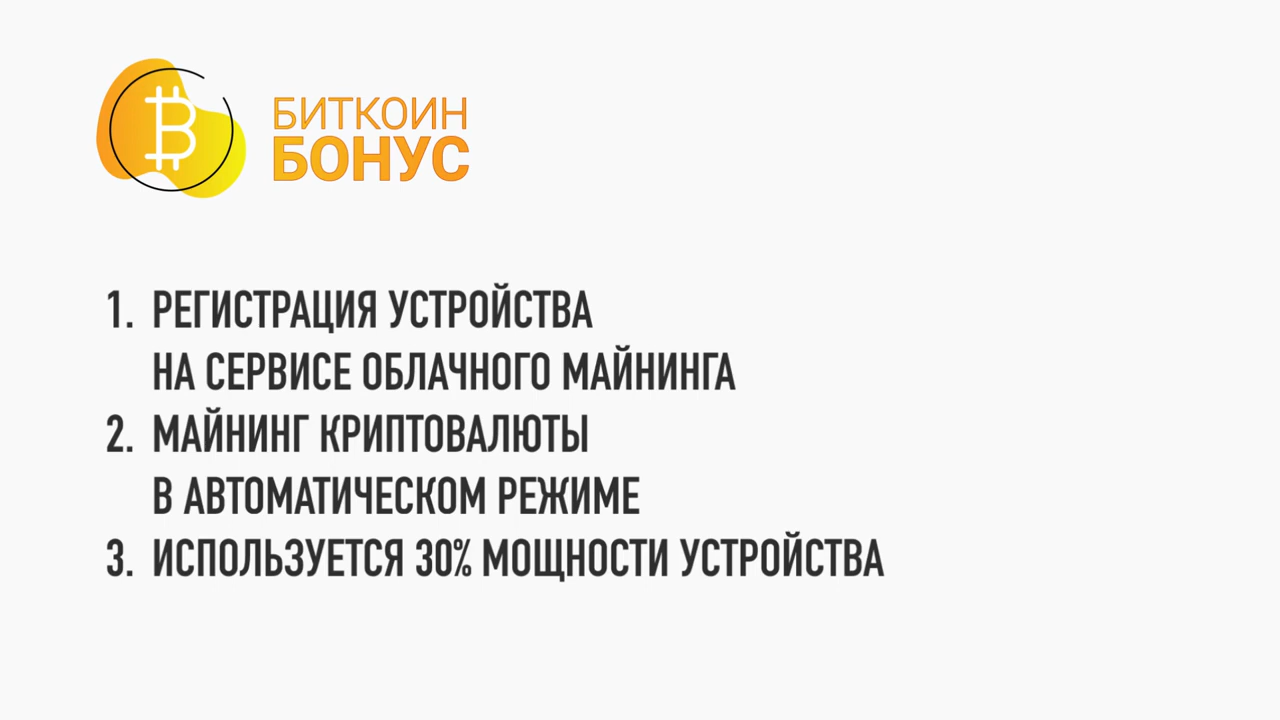 БИТКОИН
БОНУС
1. РЕГИСТРАЦИЯ УСТРОЙСТВА
НА СЕРВИСЕ ОБЛАЧНОГО МАЙНИНГА
2. МАЙНИНГ КРИПТОВАЛЮТЫ
В АВТОМАТИЧЕСКОМ РЕЖИМЕ
3. ИСПОЛЬЗУЕТСЯ 30% МОЩНОСТИ УСТРОЙСТВА